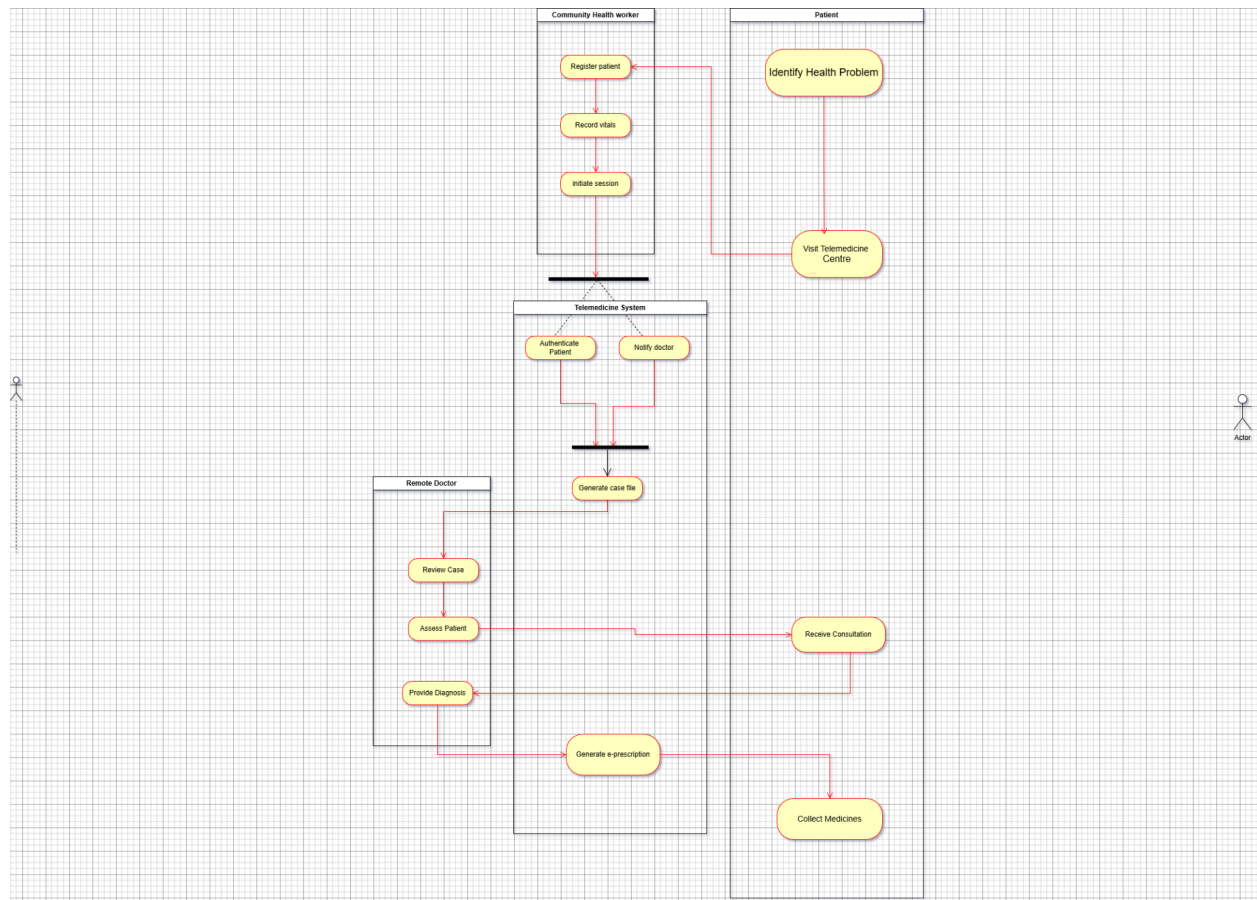 Community Health worker
Patient
Register patient
Identify Health Problem
Record vitals
initiate session
Visit Telemedicine
Centre
Telemedicine System
Authenticate
Patient
Notify doctor
Actor
Generate case file
Remote Doctor
Review Case
Assess Patient
Receive Consultation
Provide Diagnosis
Generate e-prescription
Collect Medicines